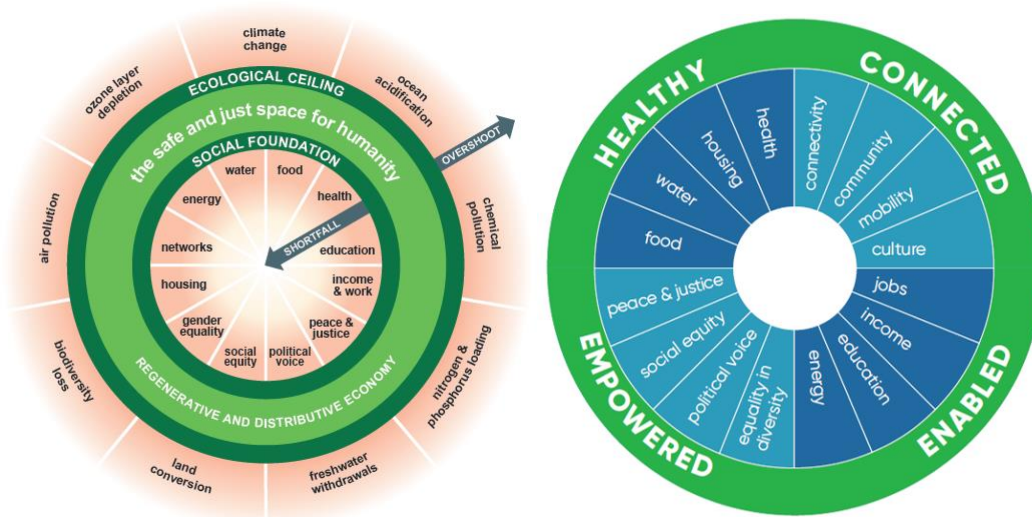 climate
change
ocean
acidification
chemical
pollution
nitrogen &
phosphorus loading
freshwater
withdrawals
land
conversion
biodiversity
loss
air pollution
ozone layer
depletion
ECOLOGICAL CEILING
the safe and just space for humanity
SOCIAL FOUNDATION
OVERSHOOT
SHORTFALL
water
food
health
education
income
& work
peace &
justice
political
voice
social
equity
gender
equality
housing
networks
energy
REGENERATIVE AND DISTRIBUTIVE ECONOMY
HEALTHY
CONNECTED
ENABLED
EMPOWERED
health
housing
water
food
connectivity
community
mobility
culture
jobs
income
education
energy
equality in
diversity
political voice
social equity
peace & justice